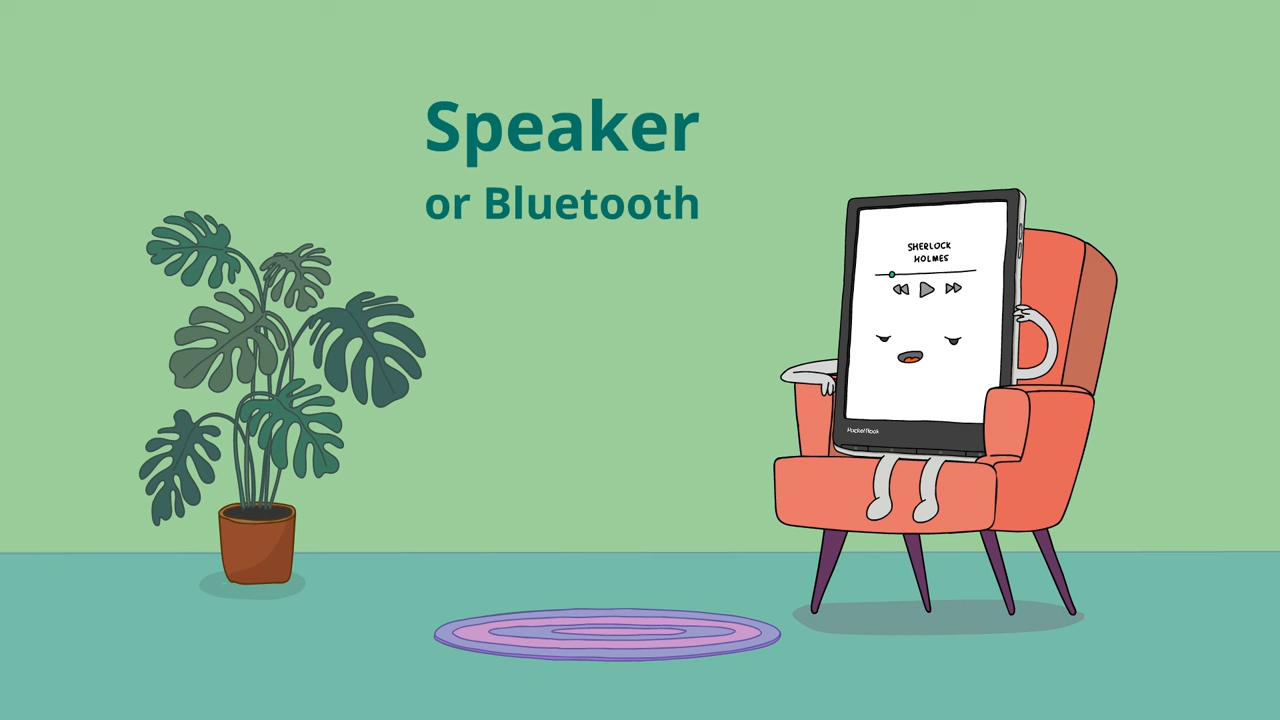 Speaker
or Bluetooth
SHERLOCK
HOLMES
PocketBook